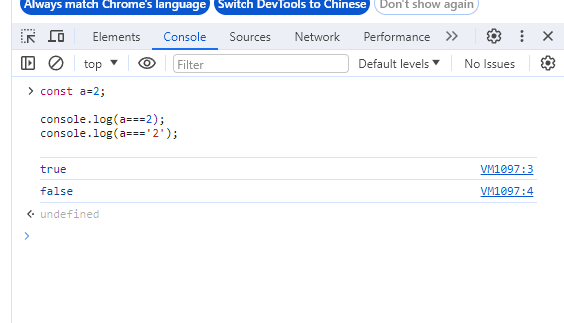 Always match Chrome's language Switch DevTools to Chinese Don't show again
Elements Console Sources Network Performance
top Filter Default levels No Issues
const a=2;
console.log(a===2);
console.log(a==='2');
true VM1097:3
false VM1097:4
undefined